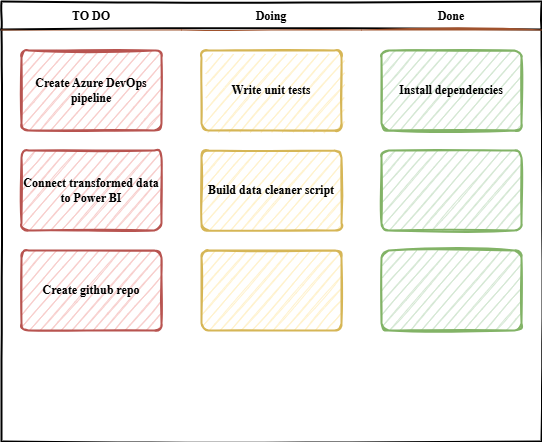 TO DO
Doing
Done
Create Azure DevOps
pipeline
Write unit tests
Install dependencies
Connect transformed data
to Power BI
Build data cleaner script
Create github repo